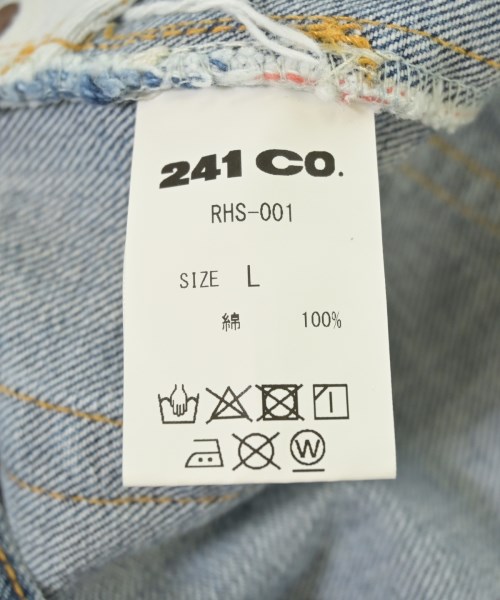 241 CO.
RHS-001
SIZE L
綿 100%
W